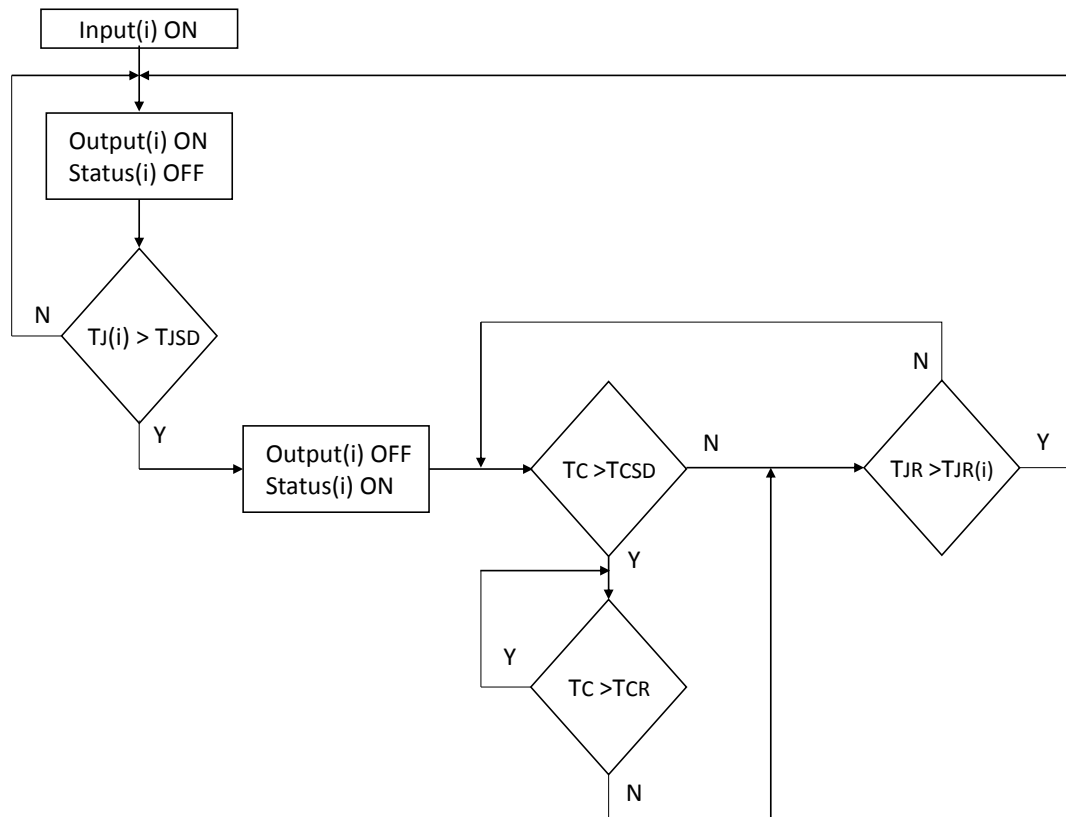 Input(i) ON
Output(i) ON
Status(i) OFF
N
TJ(i) > TJSD
Y
Output(i) OFF
Status(i) ON
TC >TCSD
N
Y
N
TJR >TJR(i)
Y
Y
TC >TCR
N